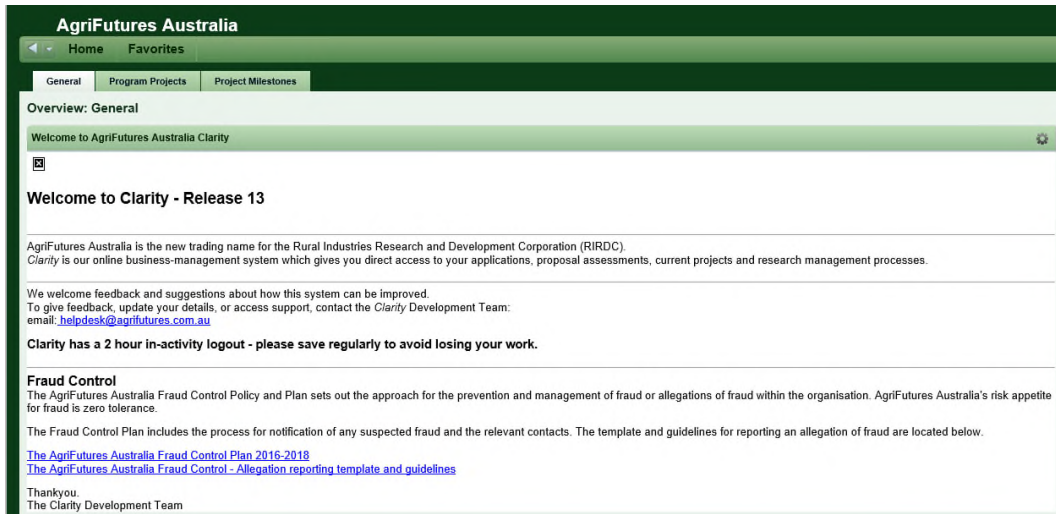 AgriFutures Australia
Home Favorites
General Program Projects Project Milestones
Overview: General
Welcome to AgriFutures Australia Clarity
Welcome to Clarity - Release 13
AgriFutures Australia is the new trading name for the Rural Industries Research and Development Corporation (RIRDC).
Clarity is our online business-management system which gives you direct access to your applications, proposal assessments, current projects and research management processes.
We welcome feedback and suggestions about how this system can be improved.
To give feedback, update your details, or access support, contact the Clarity Development Team:
email: helpdesk@agrifutures.com.au
Clarity has a 2 hour in-activity logout - please save regularly to avoid losing your work.
Fraud Control
The AgriFutures Australia Fraud Control Policy and Plan sets out the approach for the prevention and management of fraud or allegations of fraud within the organisation. AgriFutures Australia's risk appetite
for fraud is zero tolerance.
The Fraud Control Plan includes the process for notification of any suspected fraud and the relevant contacts. The template and guidelines for reporting an allegation of fraud are located below.
The AgriFutures Australia Fraud Control Plan 2016-2018
The AgriFutures Australia Fraud Control - Allegation reporting template and guidelines
Thankyou.
The Clarity Development Team